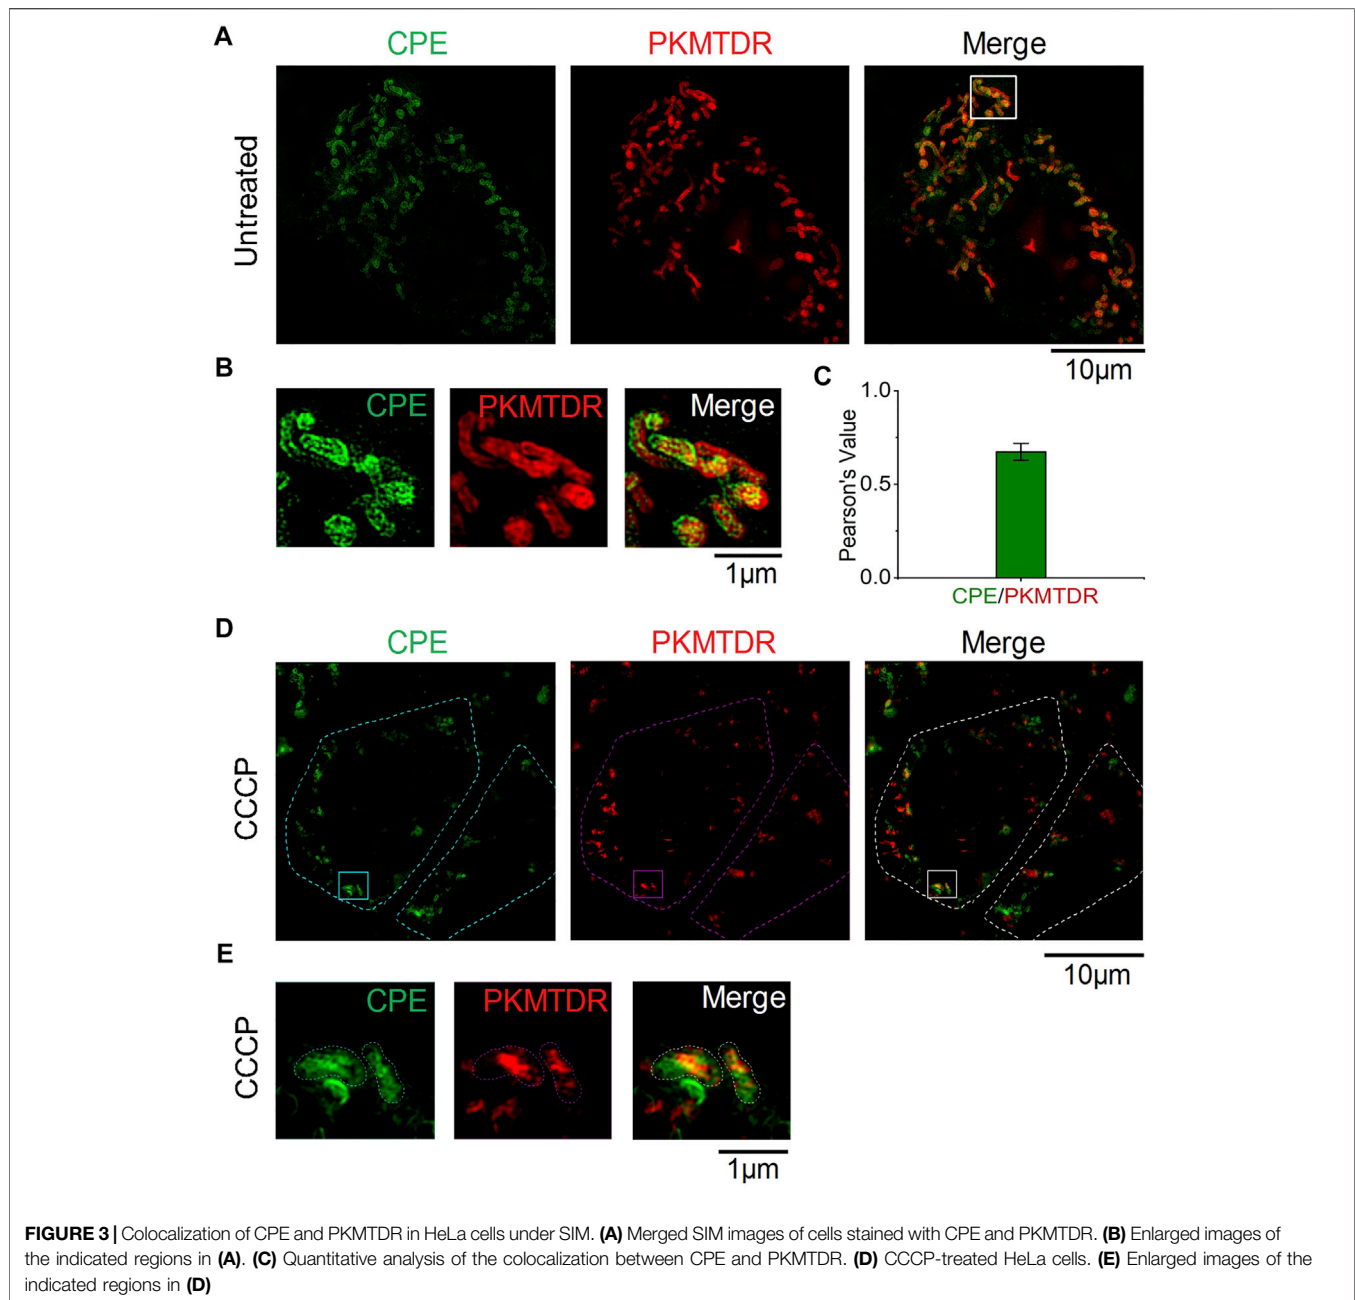 A
CPE PKMTDR Merge
Untreated
10µm
B
CPE PKMTDR Merge
1µm
C
1.0
0.5
0.0
Pearson's Value
CPE/PKMTDR
D
CPE PKMTDR Merge
CCCP
10µm
E
CPE PKMTDR Merge
CCCP
1µm
FIGURE 3 | Colocalization of CPE and PKMTDR in HeLa cells under SIM. (A) Merged SIM images of cells stained with CPE and PKMTDR. (B) Enlarged images of
the indicated regions in (A). (C) Quantitative analysis of the colocalization between CPE and PKMTDR. (D) CCCP-treated HeLa cells. (E) Enlarged images of the
indicated regions in (D)